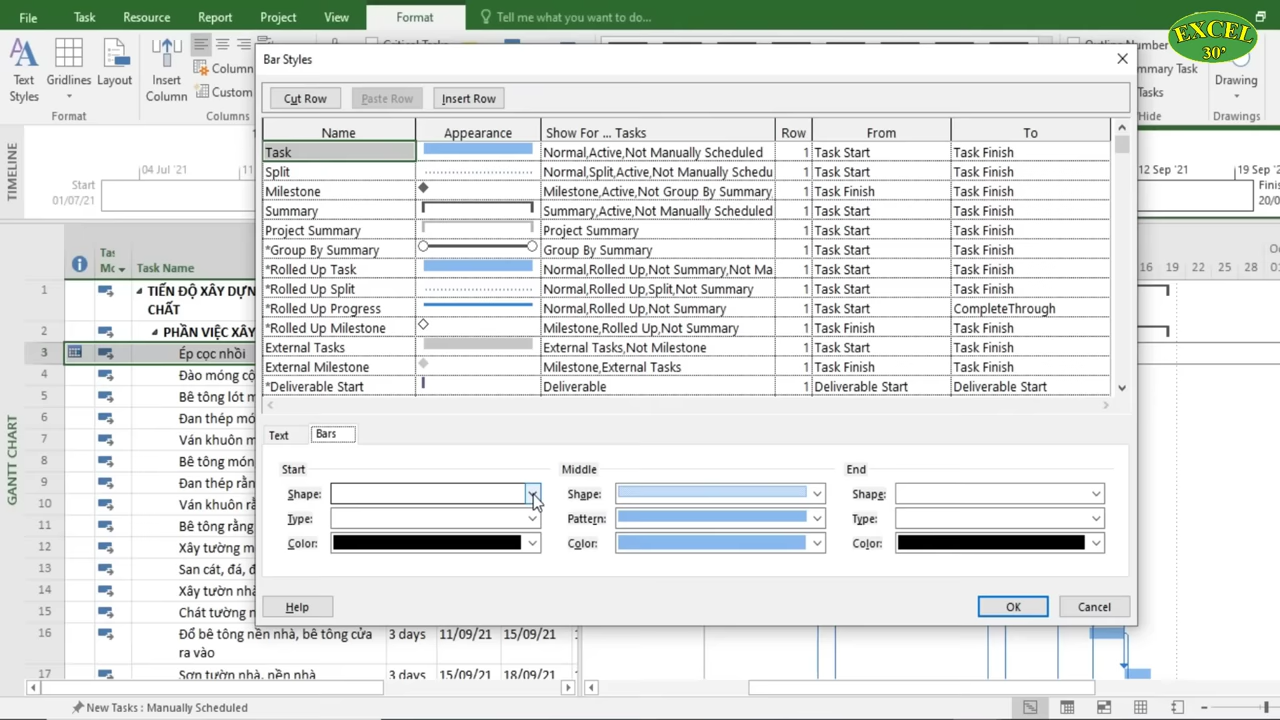 File Task Resource Report Project View Format Tell me what you want to do...
EXCEL
30'
Text Styles
Gridlines
Layout
Format
Insert Column
Column
Custom
Columns
Outline Number
Summary Task
Tasks
Hide
Drawing
Drawings
Bar Styles
Cut Row Paste Row Insert Row
Name Appearance Show For ... Tasks Row From To
Task Normal,Active,Not Manually Scheduled 1 Task Start Task Finish
Split Normal,Split,Active,Not Manually Schedu 1 Task Start Task Finish
Milestone Milestone,Active,Not Group By Summary 1 Task Finish Task Finish
Summary Summary,Active,Not Manually Scheduled 1 Task Start Task Finish
Project Summary Project Summary 1 Task Start Task Finish
*Group By Summary Group By Summary 1 Task Start Task Finish
*Rolled Up Task Normal,Rolled Up,Not Summary,Not Ma 1 Task Start Task Finish
*Rolled Up Split Normal,Rolled Up,Split,Not Summary 1 Task Start Task Finish
*Rolled Up Progress Normal,Rolled Up,Not Summary 1 Task Start CompleteThrough
*Rolled Up Milestone Milestone,Rolled Up,Not Summary 1 Task Finish Task Finish
External Tasks External Tasks,Not Milestone 1 Task Start Task Finish
External Milestone Milestone,External Tasks 1 Task Finish Task Finish
*Deliverable Start Deliverable 1 Deliverable Start Deliverable Start
Text Bars
Start Middle End
Shape: Shape: Shape:
Type: Pattern: Type:
Color: Color: Color:
Help OK Cancel
TIMELINE
04 Jul '21 11
12 Sep '21 19 Sep '2
Start
01/07/21
Finis
20/0
GANTT CHART
Task Name
16 19 22 25 28 01
1 TIẾN ĐỘ XÂY DỰN
CHẤT
2 PHẦN VIỆC XÂY
3 Ép cọc nhồi
4 Đào móng cộ
5 Bê tông lót m
6 Đan thép mó
7 Ván khuôn m
8 Bê tông món
9 Đan thép rằn
10 Ván khuôn rằ
11 Bê tông rằng
12 Xây tường m
13 San cát, đá, đ
14 Xây tườn nhà
15 Chát tường n
16 Đổ bê tông nền nhà, bê tông cửa 3 days 11/09/21 15/09/21
ra vào
17 Sơn tường nhà, nền nhà 3 days 15/09/21 18/09/21
New Tasks : Manually Scheduled